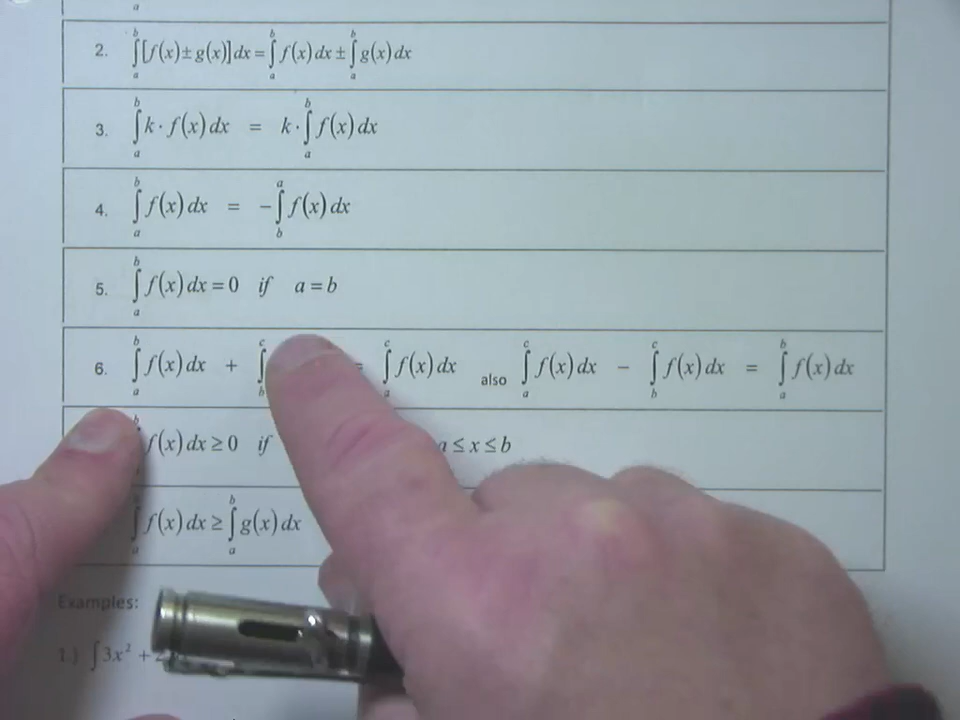 a
2. ∫_a^b [f(x) ± g(x)] dx = ∫_a^b f(x) dx ± ∫_a^b g(x) dx
3. ∫_a^b k · f(x) dx = k · ∫_a^b f(x) dx
4. ∫_a^b f(x) dx = −∫_b^a f(x) dx
5. ∫_a^b f(x) dx = 0 if a = b
6. ∫_a^b f(x) dx + ∫_b^c = ∫_a^c f(x) dx also ∫_a^c f(x) dx − ∫_b^c f(x) dx = ∫_a^b f(x) dx
∫^b f(x) dx ≥ 0 if a ≤ x ≤ b
∫_a f(x) dx ≥ ∫_a^b g(x) dx
Examples:
1.) ∫ 3x² + 2